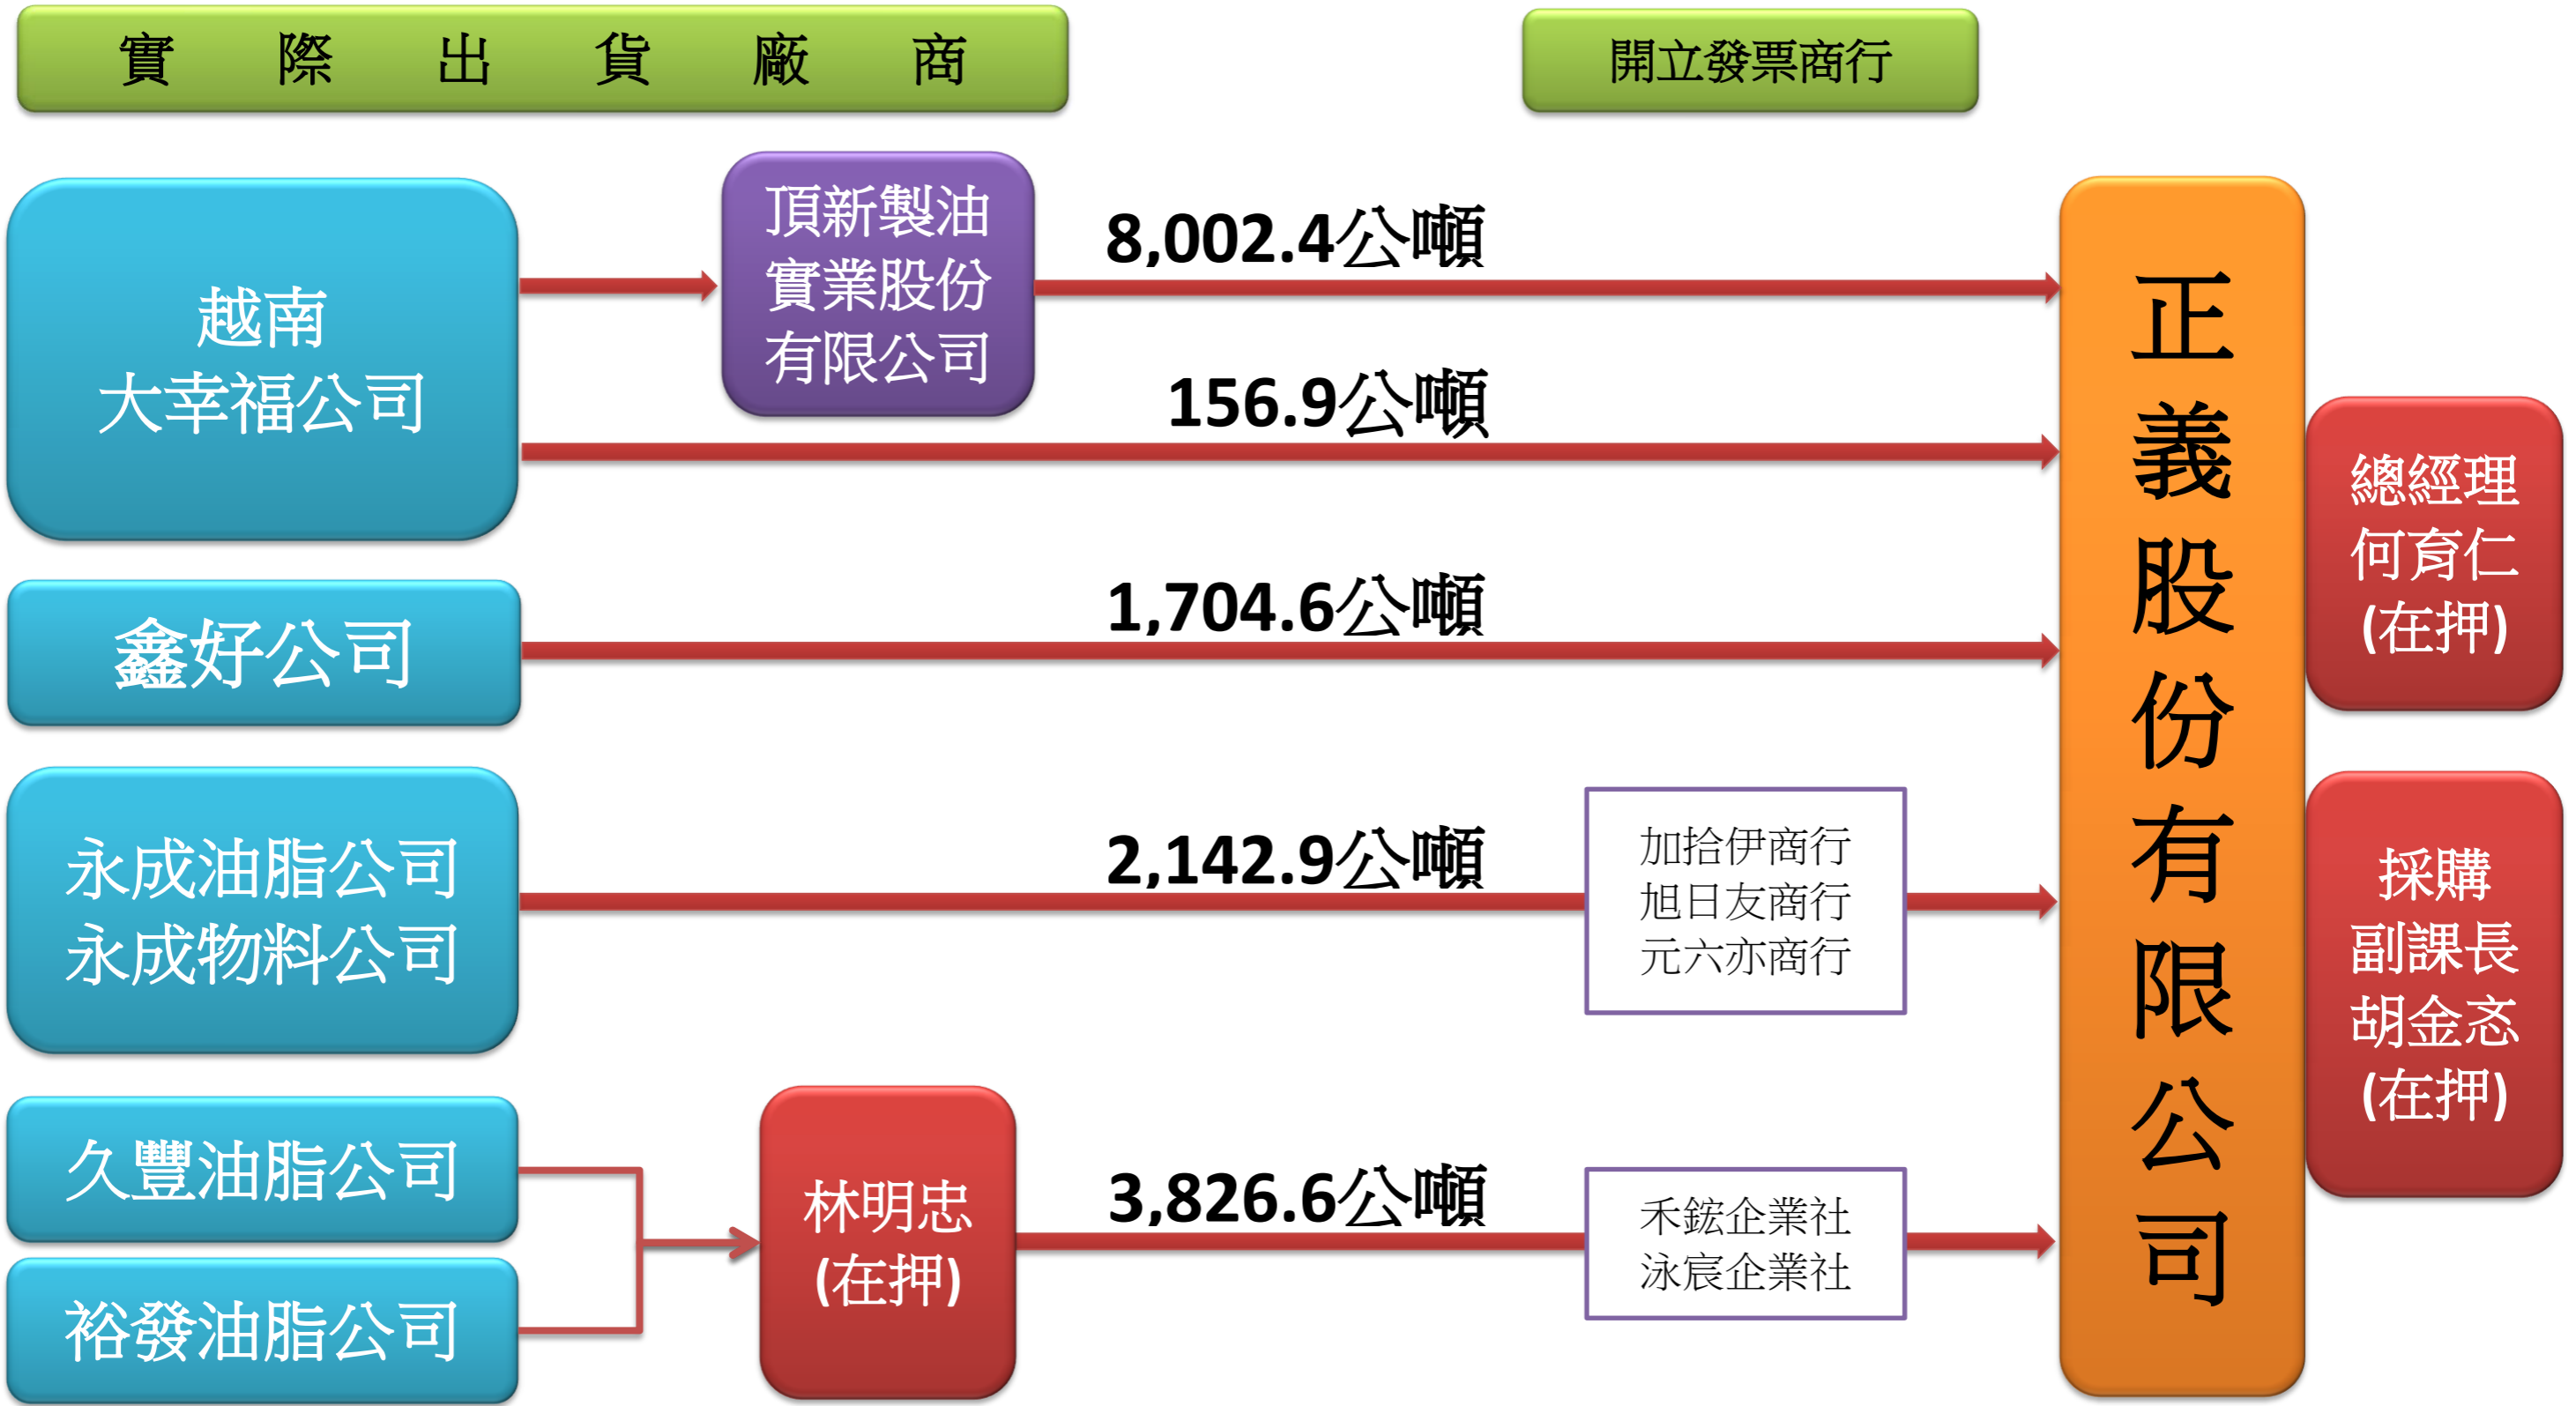 實際出貨廠商
開立發票商行
越南
大幸福公司
頂新製油
實業股份
有限公司
8,002.4公噸
156.9公噸
鑫好公司
1,704.6公噸
永成油脂公司
永成物料公司
2,142.9公噸
加拾伊商行
旭日友商行
元六亦商行
久豐油脂公司
裕發油脂公司
林明忠
(在押)
3,826.6公噸
禾鋐企業社
泳宸企業社
正義股份有限公司
總經理
何育仁
(在押)
採購
副課長
胡金忞
(在押)